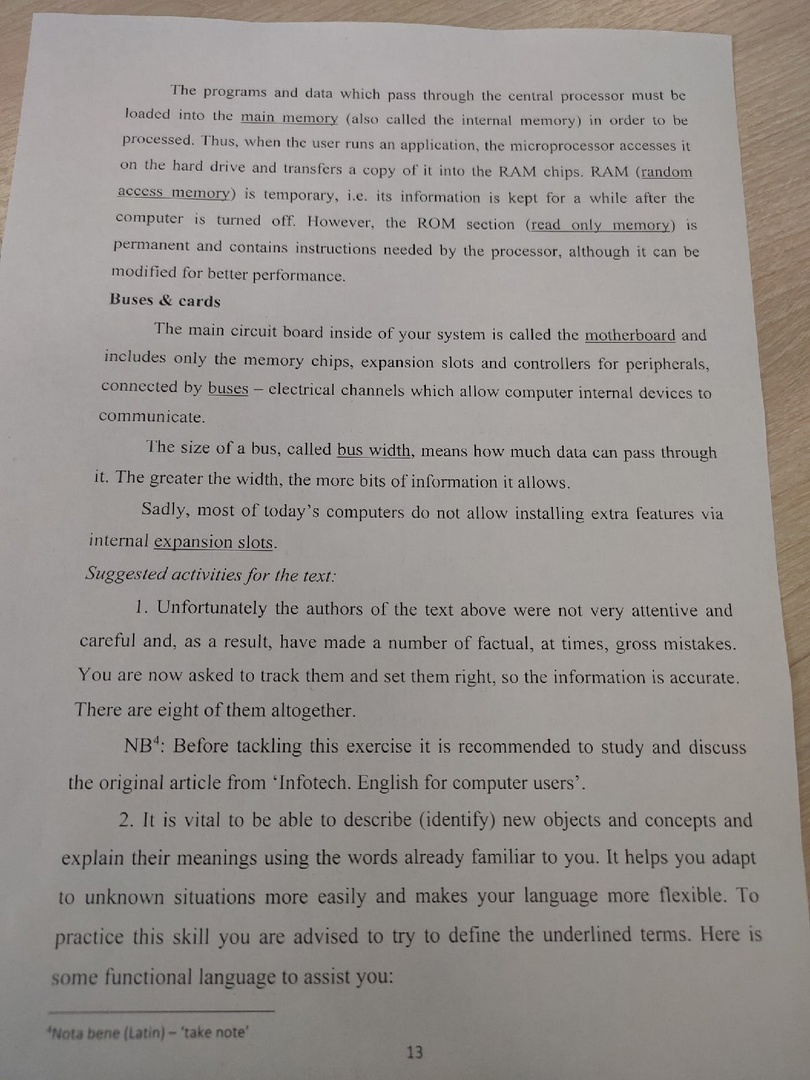 The programs and data which pass through the central processor must be
loaded into the main memory (also called the internal memory) in order to be
processed. Thus, when the user runs an application, the microprocessor accesses it
on the hard drive and transfers a copy of it into the RAM chips. RAM (random
access memory) is temporary, i.e. its information is kept for a while after the
computer is turned off. However, the ROM section (read only memory) is
permanent and contains instructions needed by the processor, although it can be
modified for better performance.
Buses & cards
The main circuit board inside of your system is called the motherboard and
includes only the memory chips, expansion slots and controllers for peripherals,
connected by buses – electrical channels which allow computer internal devices to
communicate.
The size of a bus, called bus width, means how much data can pass through
it. The greater the width, the more bits of information it allows.
Sadly, most of today's computers do not allow installing extra features via
internal expansion slots.
Suggested activities for the text:
1. Unfortunately the authors of the text above were not very attentive and
careful and, as a result, have made a number of factual, at times, gross mistakes.
You are now asked to track them and set them right, so the information is accurate.
There are eight of them altogether.
NB⁴: Before tackling this exercise it is recommended to study and discuss
the original article from 'Infotech. English for computer users'.
2. It is vital to be able to describe (identify) new objects and concepts and
explain their meanings using the words already familiar to you. It helps you adapt
to unknown situations more easily and makes your language more flexible. To
practice this skill you are advised to try to define the underlined terms. Here is
some functional language to assist you:
⁴Nota bene (Latin) – 'take note'
13